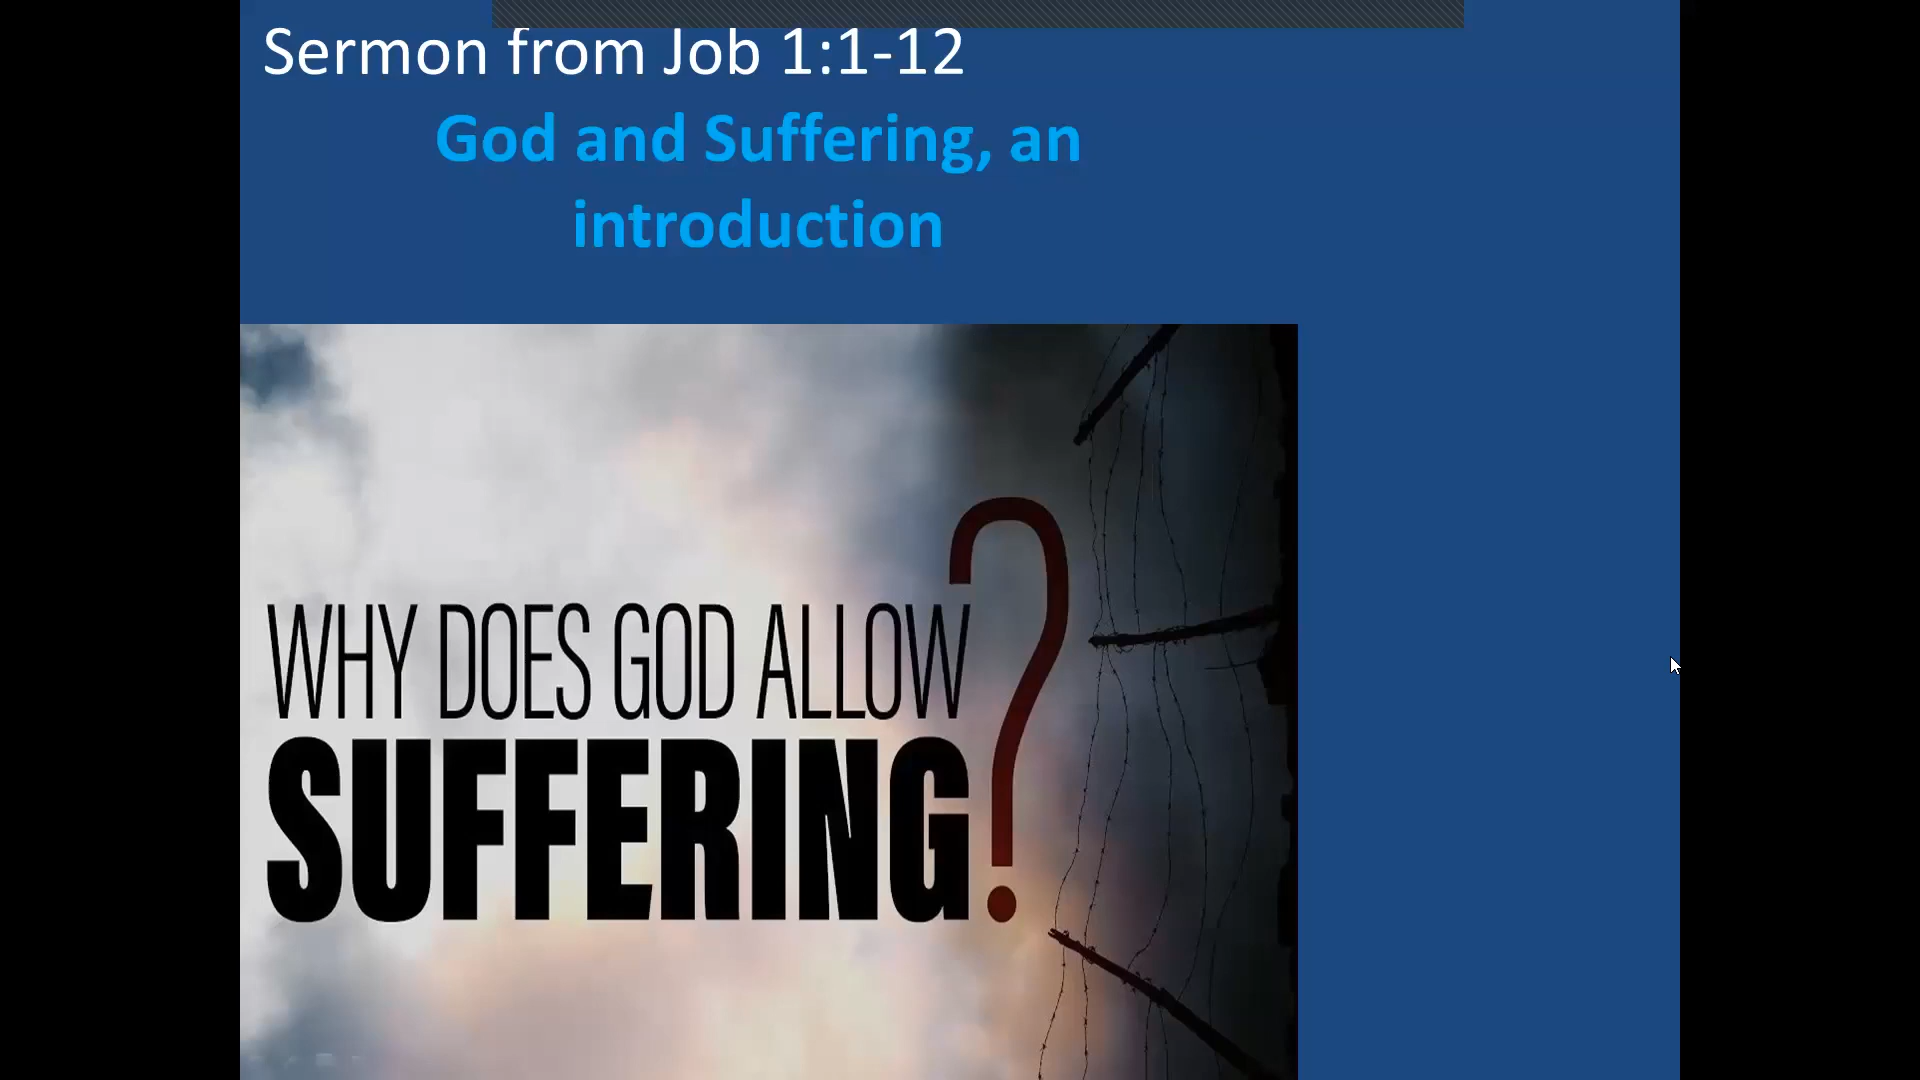 Sermon from Job 1:1-12
God and Suffering, an
introduction
WHY DOES GOD ALLOW
SUFFERING?